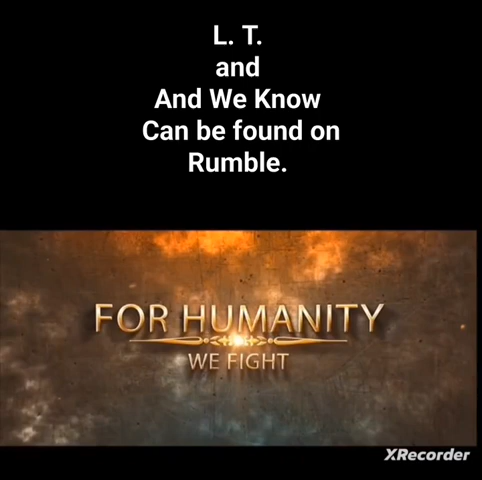 L. T.
and
And We Know
Can be found on
Rumble.
FOR HUMANITY
WE FIGHT
XRecorder